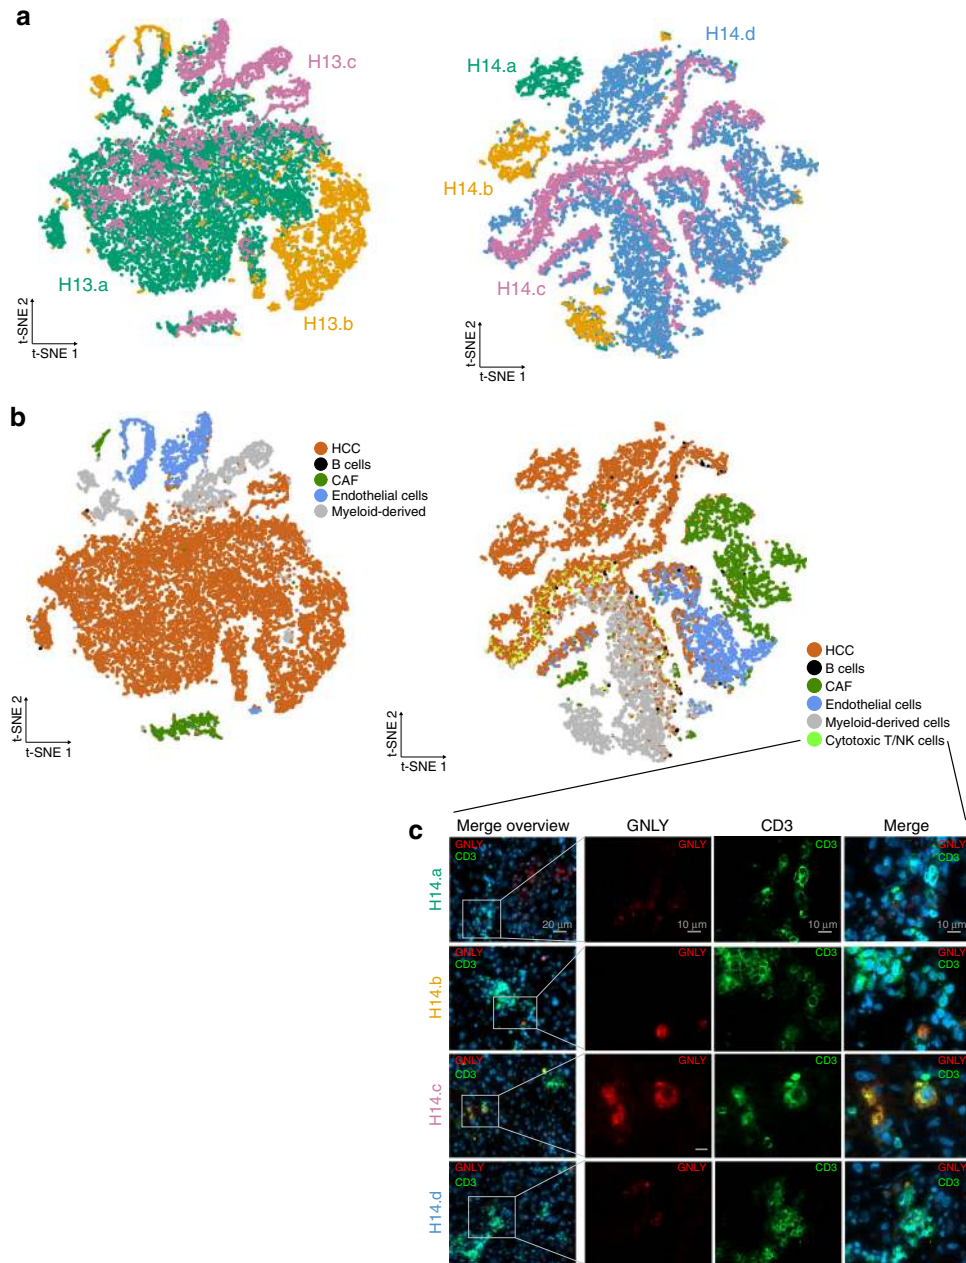 a
H13.c
H13.a
H13.b
t-SNE 2
t-SNE 1
H14.d
H14.a
H14.b
H14.c
t-SNE 2
t-SNE 1
b
HCC
B cells
CAF
Endothelial cells
Myeloid-derived
t-SNE 2
t-SNE 1
HCC
B cells
CAF
Endothelial cells
Myeloid-derived cells
Cytotoxic T/NK cells
t-SNE 2
t-SNE 1
c
Merge overview
GNLY
CD3
Merge
H14.a
GNLY
CD3
20 µm
GNLY
10 µm
CD3
10 µm
GNLY
CD3
10 µm
H14.b
GNLY
CD3
GNLY
CD3
GNLY
CD3
H14.c
GNLY
CD3
GNLY
CD3
GNLY
CD3
H14.d
GNLY
CD3
GNLY
CD3
GNLY
CD3